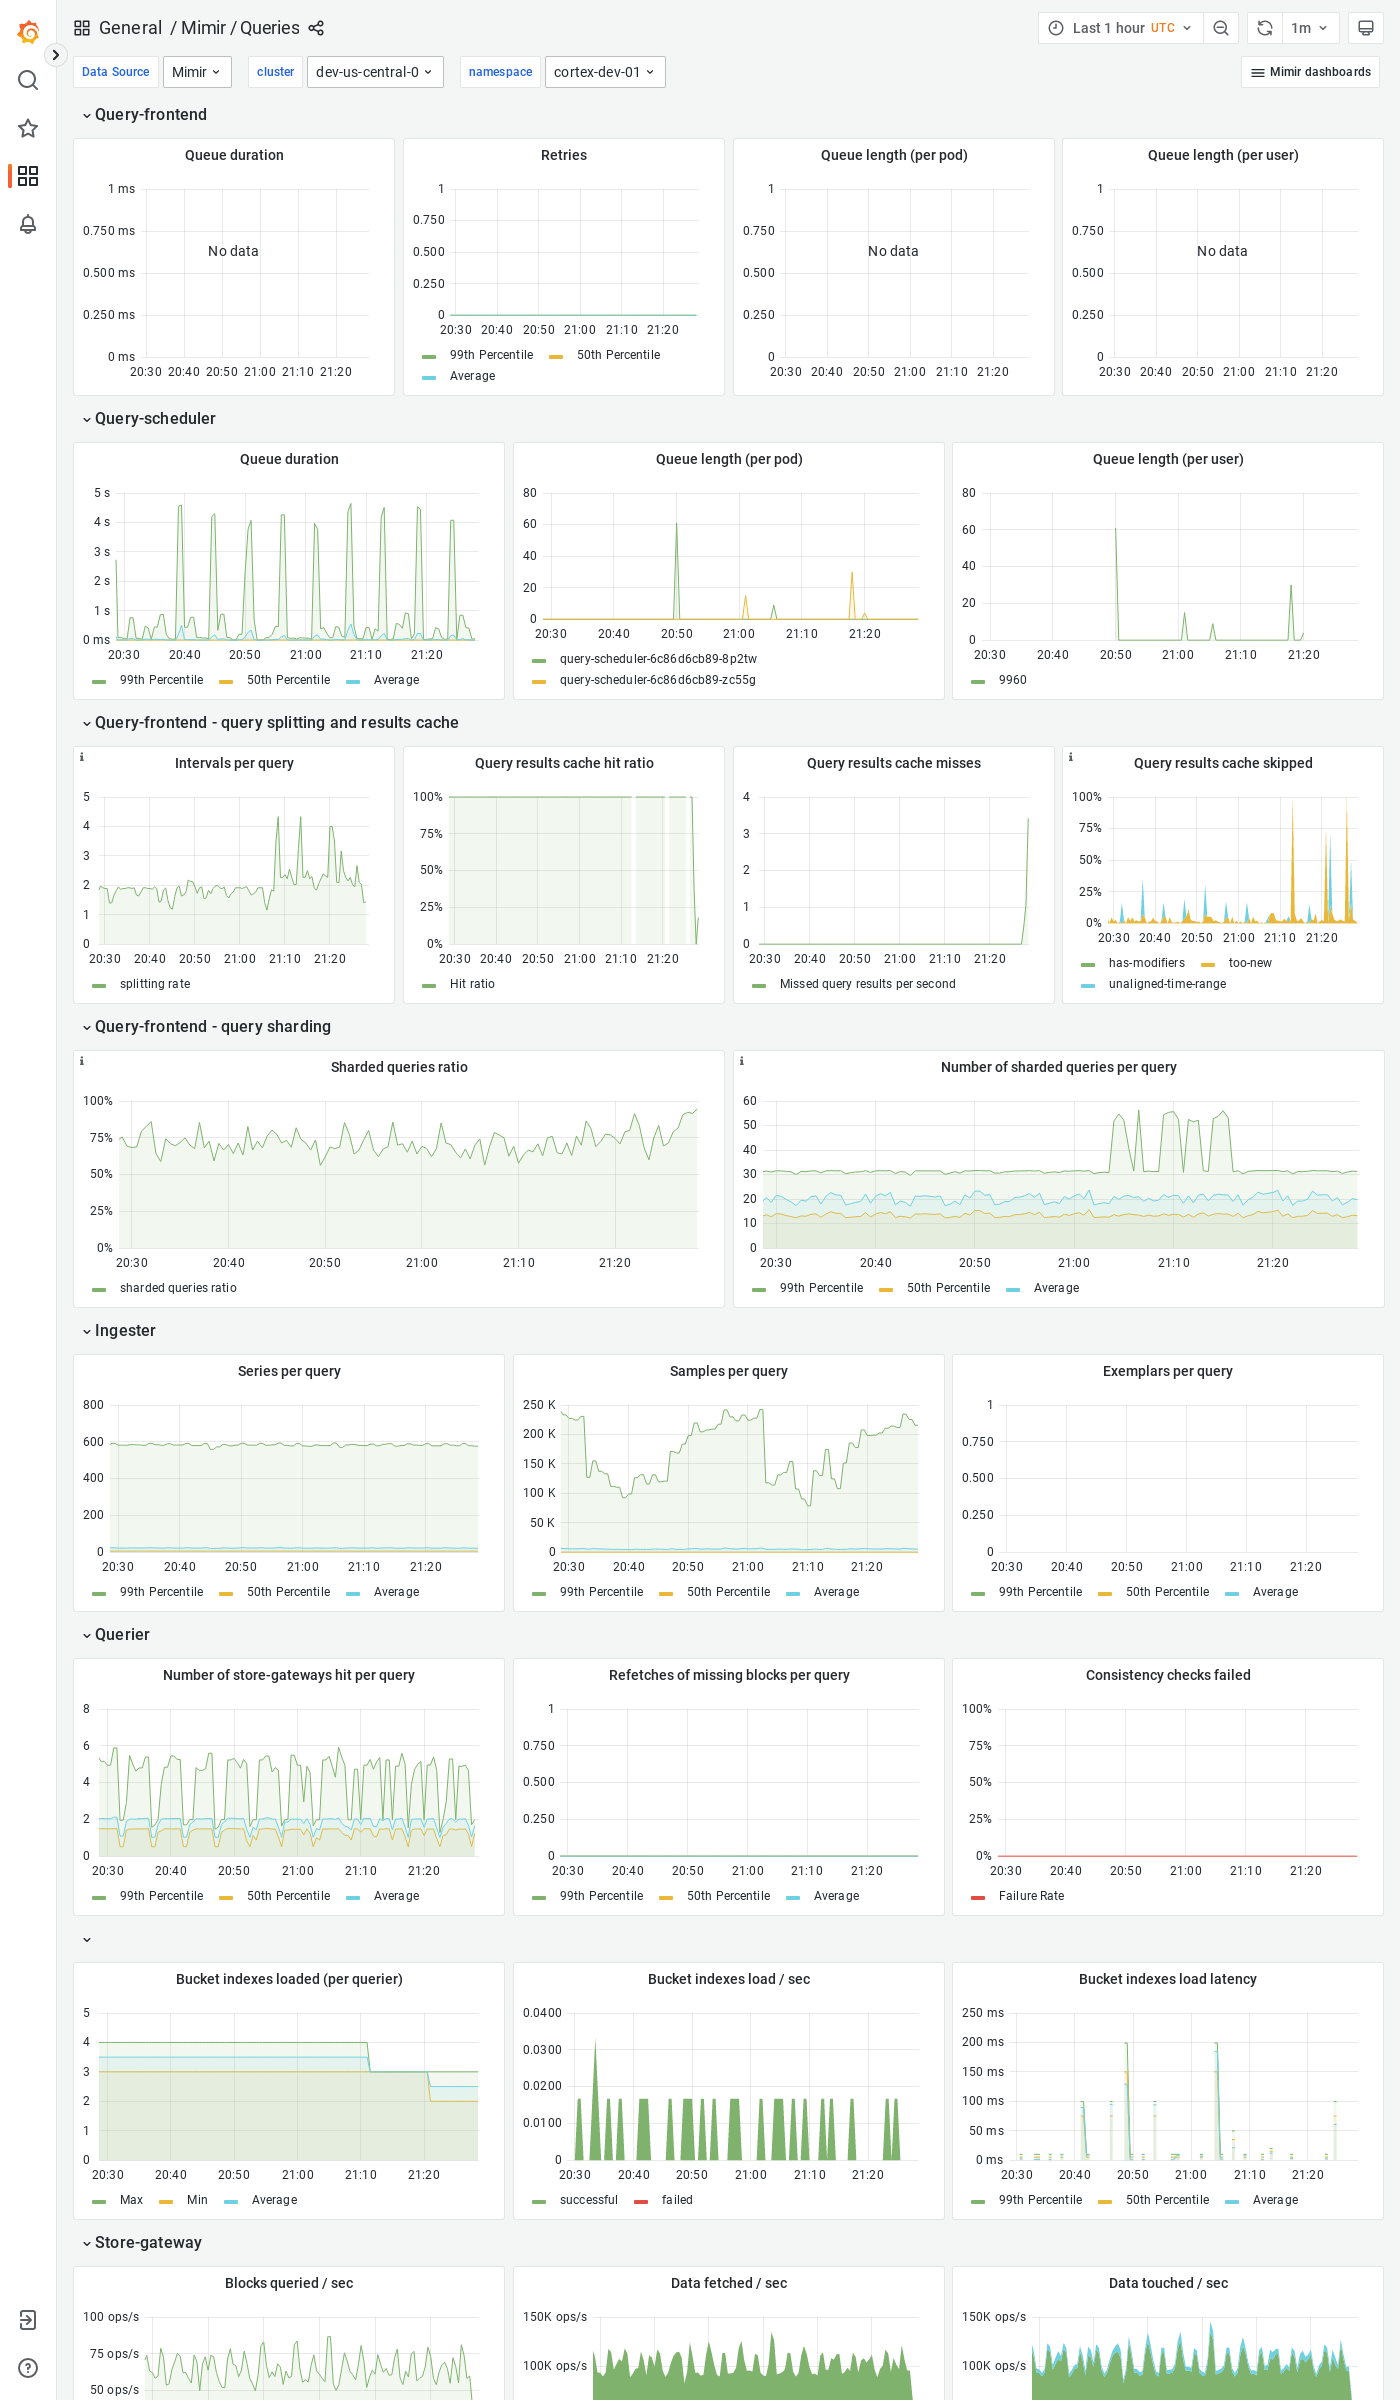 General / Mimir / Queries
Last 1 hour UTC
1m
Data Source Mimir cluster dev-us-central-0 namespace cortex-dev-01 Mimir dashboards
Query-frontend
Queue duration
1 ms
0.750 ms
0.500 ms
0.250 ms
0 ms
No data
20:30 20:40 20:50 21:00 21:10 21:20
Retries
1
0.750
0.500
0.250
0
20:30 20:40 20:50 21:00 21:10 21:20
99th Percentile 50th Percentile
Average
Queue length (per pod)
1
0.750
0.500
0.250
0
No data
20:30 20:40 20:50 21:00 21:10 21:20
Queue length (per user)
1
0.750
0.500
0.250
0
No data
20:30 20:40 20:50 21:00 21:10 21:20
Query-scheduler
Queue duration
5 s
4 s
3 s
2 s
1 s
0 ms
20:30 20:40 20:50 21:00 21:10 21:20
99th Percentile 50th Percentile Average
Queue length (per pod)
80
60
40
20
0
20:30 20:40 20:50 21:00 21:10 21:20
query-scheduler-6c86d6cb89-8p2tw
query-scheduler-6c86d6cb89-zc55g
Queue length (per user)
80
60
40
20
0
20:30 20:40 20:50 21:00 21:10 21:20
9960
Query-frontend - query splitting and results cache
Intervals per query
5
4
3
2
1
0
20:30 20:40 20:50 21:00 21:10 21:20
splitting rate
Query results cache hit ratio
100%
75%
50%
25%
0%
20:30 20:40 20:50 21:00 21:10 21:20
Hit ratio
Query results cache misses
4
3
2
1
0
20:30 20:40 20:50 21:00 21:10 21:20
Missed query results per second
Query results cache skipped
100%
75%
50%
25%
0%
20:30 20:40 20:50 21:00 21:10 21:20
has-modifiers too-new
unaligned-time-range
Query-frontend - query sharding
Sharded queries ratio
100%
75%
50%
25%
0%
20:30 20:40 20:50 21:00 21:10 21:20
sharded queries ratio
Number of sharded queries per query
60
50
40
30
20
10
0
20:30 20:40 20:50 21:00 21:10 21:20
99th Percentile 50th Percentile Average
Ingester
Series per query
800
600
400
200
0
20:30 20:40 20:50 21:00 21:10 21:20
99th Percentile 50th Percentile Average
Samples per query
250 K
200 K
150 K
100 K
50 K
0
20:30 20:40 20:50 21:00 21:10 21:20
99th Percentile 50th Percentile Average
Exemplars per query
1
0.750
0.500
0.250
0
20:30 20:40 20:50 21:00 21:10 21:20
99th Percentile 50th Percentile Average
Querier
Number of store-gateways hit per query
8
6
4
2
0
20:30 20:40 20:50 21:00 21:10 21:20
99th Percentile 50th Percentile Average
Refetches of missing blocks per query
1
0.750
0.500
0.250
0
20:30 20:40 20:50 21:00 21:10 21:20
99th Percentile 50th Percentile Average
Consistency checks failed
100%
75%
50%
25%
0%
20:30 20:40 20:50 21:00 21:10 21:20
Failure Rate
Bucket indexes loaded (per querier)
5
4
3
2
1
0
20:30 20:40 20:50 21:00 21:10 21:20
Max Min Average
Bucket indexes load / sec
0.0400
0.0300
0.0200
0.0100
0
20:30 20:40 20:50 21:00 21:10 21:20
successful failed
Bucket indexes load latency
250 ms
200 ms
150 ms
100 ms
50 ms
0 ms
20:30 20:40 20:50 21:00 21:10 21:20
99th Percentile 50th Percentile Average
Store-gateway
Blocks queried / sec
100 ops/s
75 ops/s
50 ops/s
Data fetched / sec
150K ops/s
100K ops/s
Data touched / sec
150K ops/s
100K ops/s